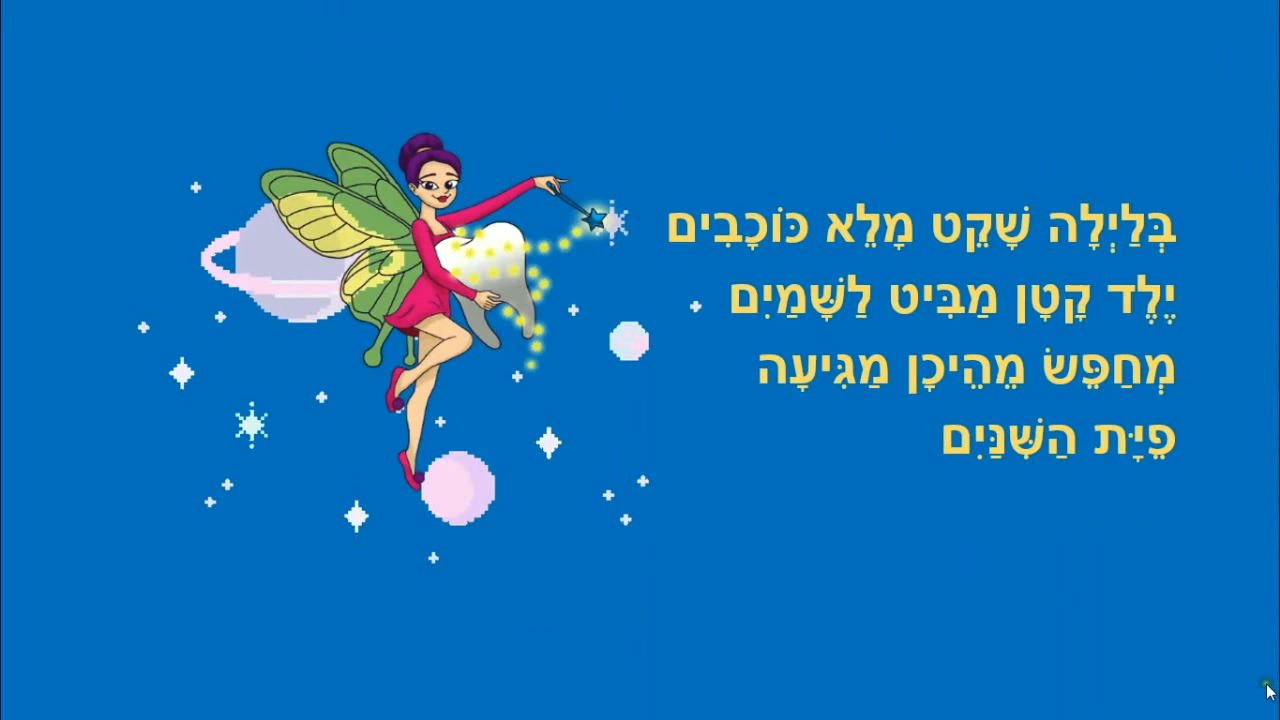 בְּלַיְלָה שָׁקֵט מָלֵא כּוֹכָבִים
יֶלֶד קָטָן מַבִּיט לַשָּׁמַיִם
מְחַפֵּשׂ מֵהֵיכָן מַגִּיעָה
פֵיָּת הַשִּׁנַּיִם